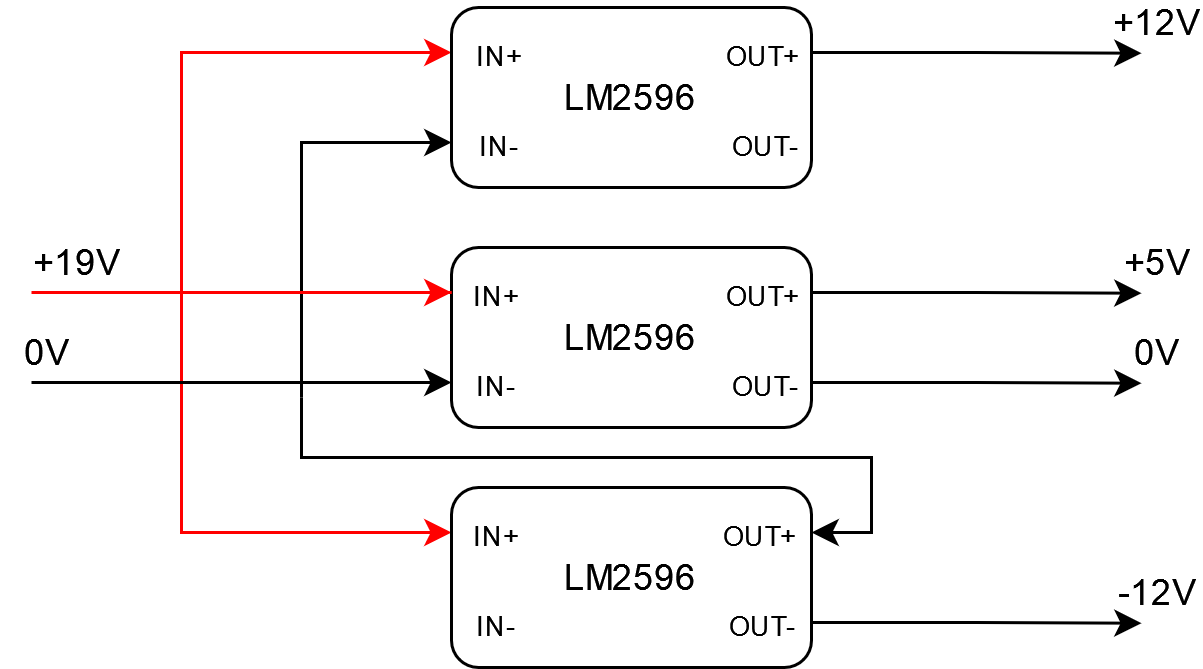 +12V
IN+ OUT+
LM2596
IN- OUT-
+19V
+5V
IN+ OUT+
LM2596
0V
0V
IN- OUT-
IN+ OUT+
LM2596
-12V
IN- OUT-